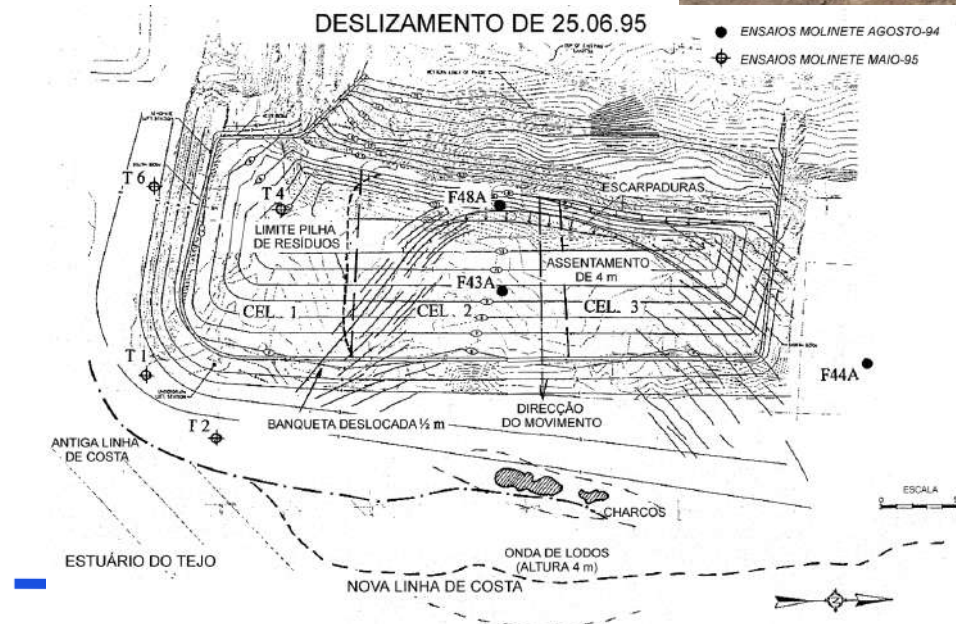 DESLIZAMENTO DE 25.06.95
ENSAIOS MOLINETE AGOSTO-94
ENSAIOS MOLINETE MAIO-95
T 6
T 4
F48A
ESCARPADURAS
LIMITE PILHA
DE RESÍDUOS
ASSENTAMENTO
DE 4 m
F43A
CEL. 1
CEL. 2
CEL. 3
T 1
F44A
DIRECÇÃO
DO MOVIMENTO
BANQUETA DESLOCADA ½ m
T 2
ANTIGA LINHA
DE COSTA
ESCALA
CHARCOS
ESTUÁRIO DO TEJO
ONDA DE LODOS
(ALTURA 4 m)
NOVA LINHA DE COSTA
N